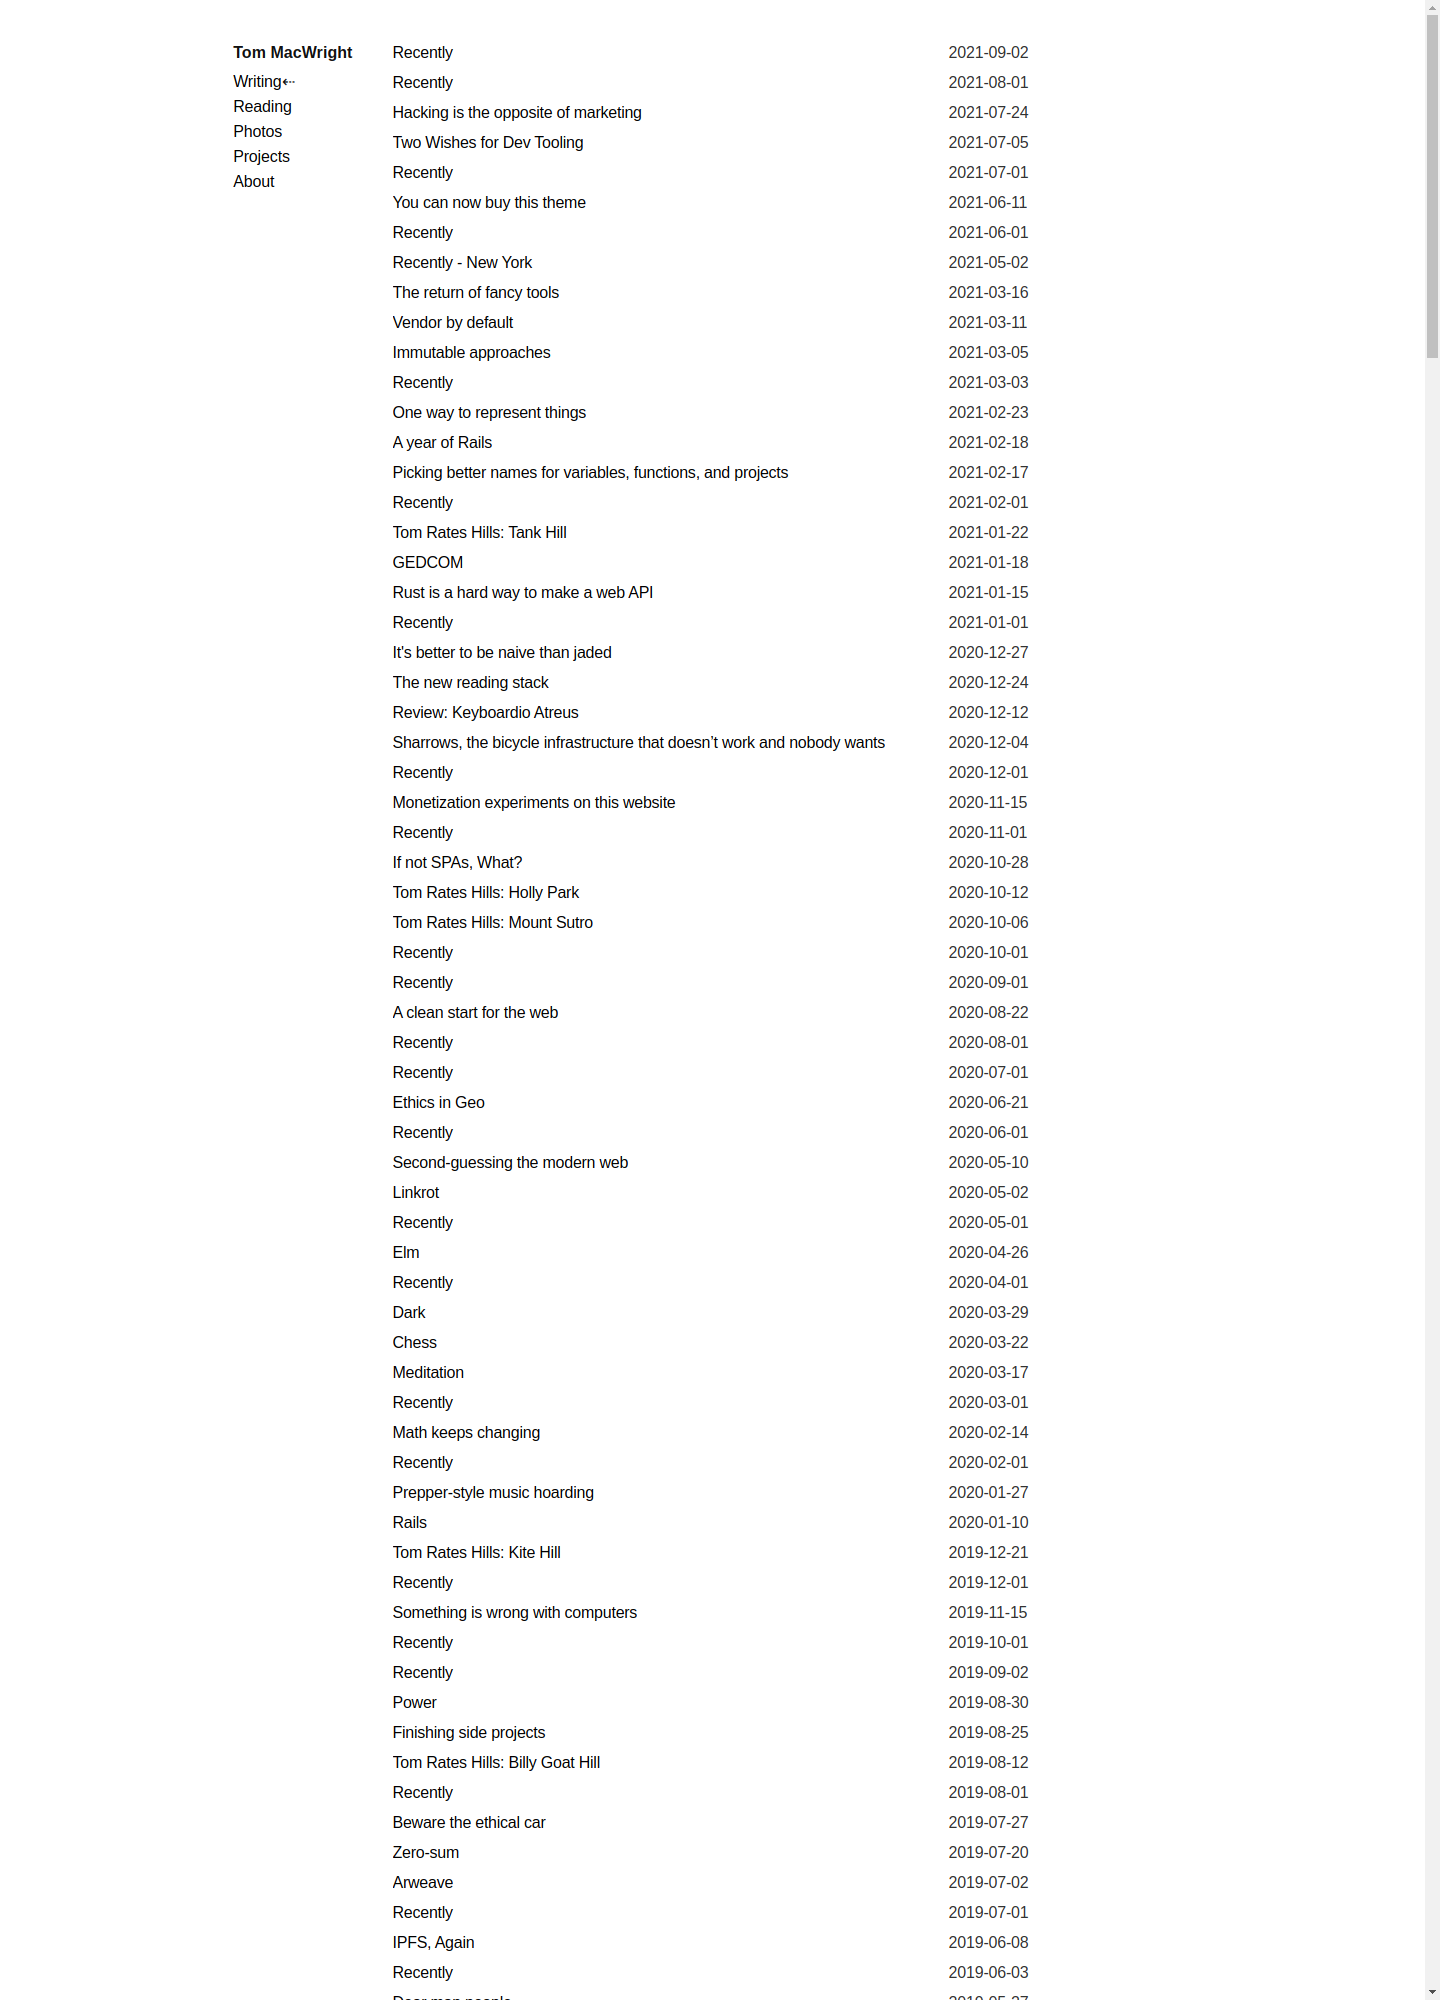 Tom MacWright
Writing⇠
Reading
Photos
Projects
About
Recently 2021-09-02
Recently 2021-08-01
Hacking is the opposite of marketing 2021-07-24
Two Wishes for Dev Tooling 2021-07-05
Recently 2021-07-01
You can now buy this theme 2021-06-11
Recently 2021-06-01
Recently - New York 2021-05-02
The return of fancy tools 2021-03-16
Vendor by default 2021-03-11
Immutable approaches 2021-03-05
Recently 2021-03-03
One way to represent things 2021-02-23
A year of Rails 2021-02-18
Picking better names for variables, functions, and projects 2021-02-17
Recently 2021-02-01
Tom Rates Hills: Tank Hill 2021-01-22
GEDCOM 2021-01-18
Rust is a hard way to make a web API 2021-01-15
Recently 2021-01-01
It's better to be naive than jaded 2020-12-27
The new reading stack 2020-12-24
Review: Keyboardio Atreus 2020-12-12
Sharrows, the bicycle infrastructure that doesn’t work and nobody wants 2020-12-04
Recently 2020-12-01
Monetization experiments on this website 2020-11-15
Recently 2020-11-01
If not SPAs, What? 2020-10-28
Tom Rates Hills: Holly Park 2020-10-12
Tom Rates Hills: Mount Sutro 2020-10-06
Recently 2020-10-01
Recently 2020-09-01
A clean start for the web 2020-08-22
Recently 2020-08-01
Recently 2020-07-01
Ethics in Geo 2020-06-21
Recently 2020-06-01
Second-guessing the modern web 2020-05-10
Linkrot 2020-05-02
Recently 2020-05-01
Elm 2020-04-26
Recently 2020-04-01
Dark 2020-03-29
Chess 2020-03-22
Meditation 2020-03-17
Recently 2020-03-01
Math keeps changing 2020-02-14
Recently 2020-02-01
Prepper-style music hoarding 2020-01-27
Rails 2020-01-10
Tom Rates Hills: Kite Hill 2019-12-21
Recently 2019-12-01
Something is wrong with computers 2019-11-15
Recently 2019-10-01
Recently 2019-09-02
Power 2019-08-30
Finishing side projects 2019-08-25
Tom Rates Hills: Billy Goat Hill 2019-08-12
Recently 2019-08-01
Beware the ethical car 2019-07-27
Zero-sum 2019-07-20
Arweave 2019-07-02
Recently 2019-07-01
IPFS, Again 2019-06-08
Recently 2019-06-03